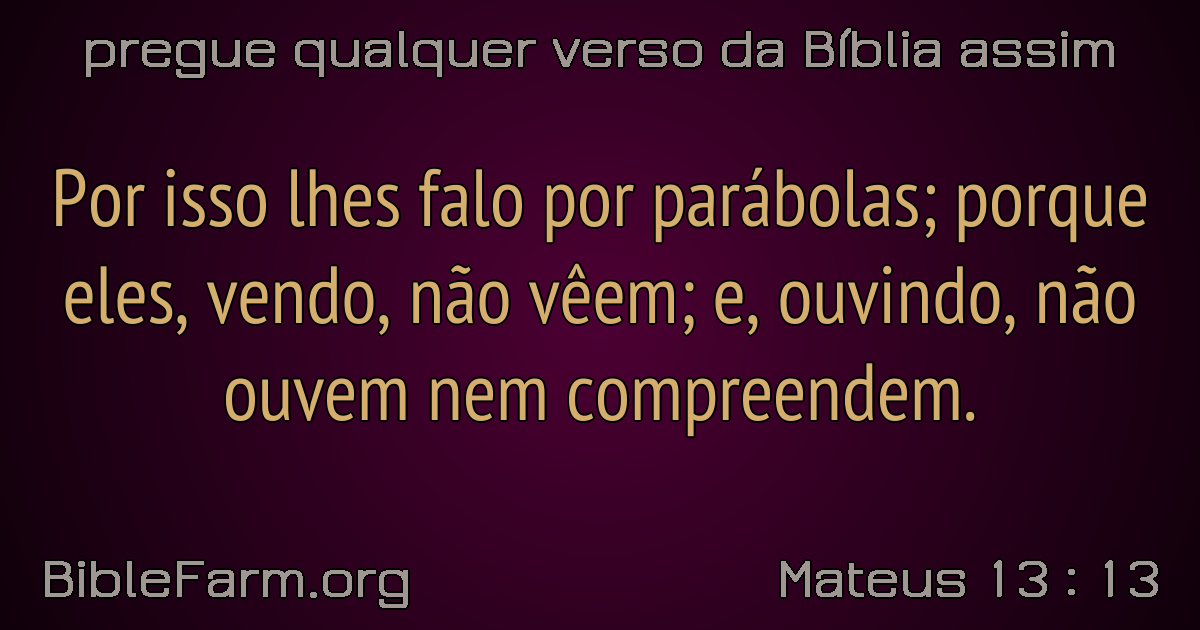 pregue qualquer verso da Bíblia assim
Por isso lhes falo por parábolas; porque
eles, vendo, não vêem; e, ouvindo, não
ouvem nem compreendem.
BibleFarm.org
Mateus 13 : 13